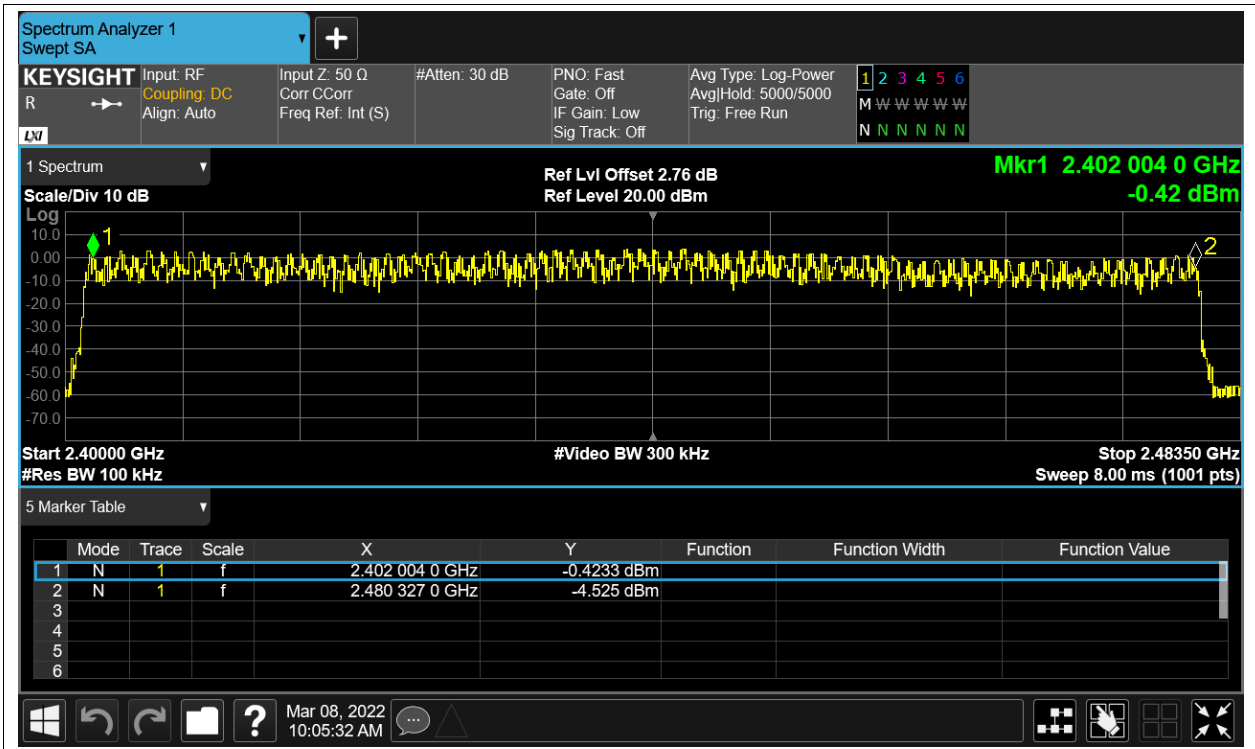 Spectrum Analyzer 1
Swept SA
+
KEYSIGHT Input: RF Input Z: 50 Ω #Atten: 30 dB PNO: Fast Avg Type: Log-Power 1 2 3 4 5 6
R Coupling: DC Corr CCorr Gate: Off Avg|Hold: 5000/5000 M W W W W W
Align: Auto Freq Ref: Int (S) IF Gain: Low Trig: Free Run
LXI Sig Track: Off N N N N N N
1 Spectrum Ref Lvl Offset 2.76 dB Mkr1 2.402 004 0 GHz
Scale/Div 10 dB Ref Level 20.00 dBm -0.42 dBm
Log
10.0 1 2
0.00
-10.0
-20.0
-30.0
-40.0
-50.0
-60.0
-70.0
Start 2.40000 GHz #Video BW 300 kHz Stop 2.48350 GHz
#Res BW 100 kHz Sweep 8.00 ms (1001 pts)
5 Marker Table
Mode Trace Scale X Y Function Function Width Function Value
1 N 1 f 2.402 004 0 GHz -0.4233 dBm
2 N 1 f 2.480 327 0 GHz -4.525 dBm
3
4
5
6
? Mar 08, 2022
10:05:32 AM